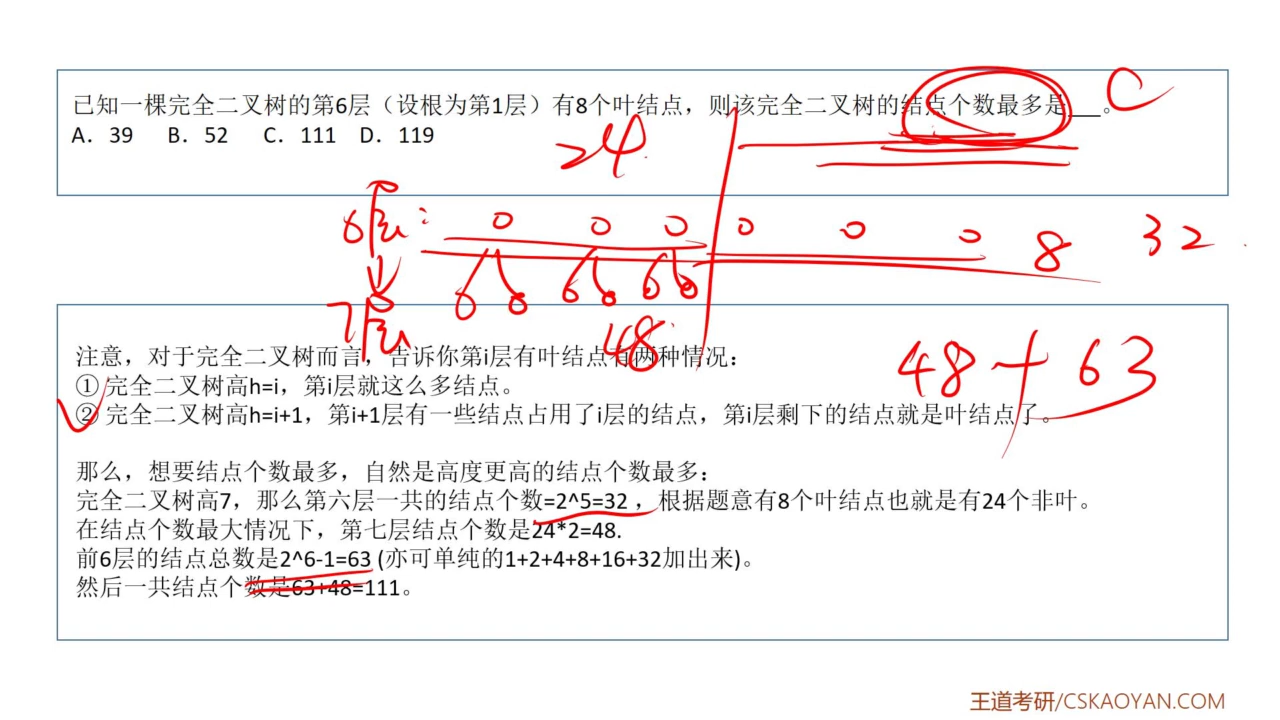 已知一棵完全二叉树的第6层（设根为第1层）有8个叶结点，则该完全二叉树的结点个数最多是___。
C
A. 39 B. 52 C. 111 D. 119
24
6层：
8
32
7层
48
48+63
注意，对于完全二叉树而言，告诉你第i层有叶结点有两种情况：
① 完全二叉树高h=i，第i层就这么多结点。
② 完全二叉树高h=i+1，第i+1层有一些结点占用了i层的结点，第i层剩下的结点就是叶结点了。
那么，想要结点个数最多，自然是高度更高的结点个数最多：
完全二叉树高7，那么第六层一共的结点个数=2^5=32 ，根据题意有8个叶结点也就是有24个非叶。
在结点个数最大情况下，第七层结点个数是24*2=48.
前6层的结点总数是2^6-1=63 (亦可单纯的1+2+4+8+16+32加出来)。
然后一共结点个数是63+48=111。
王道考研/CSKAOYAN.COM